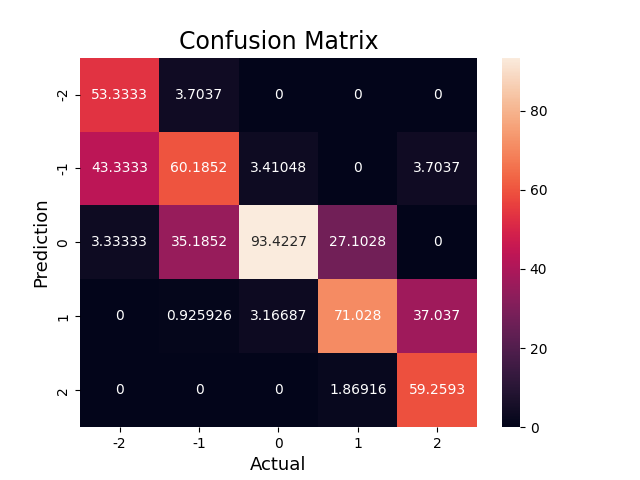 Confusion Matrix
-2 53.3333 3.7037 0 0 0
80
-1 43.3333 60.1852 3.41048 0 3.7037
60
0 3.33333 35.1852 93.4227 27.1028 0
40
1 0 0.925926 3.16687 71.028 37.037
20
2 0 0 0 1.86916 59.2593
0
-2 -1 0 1 2
Actual
Prediction